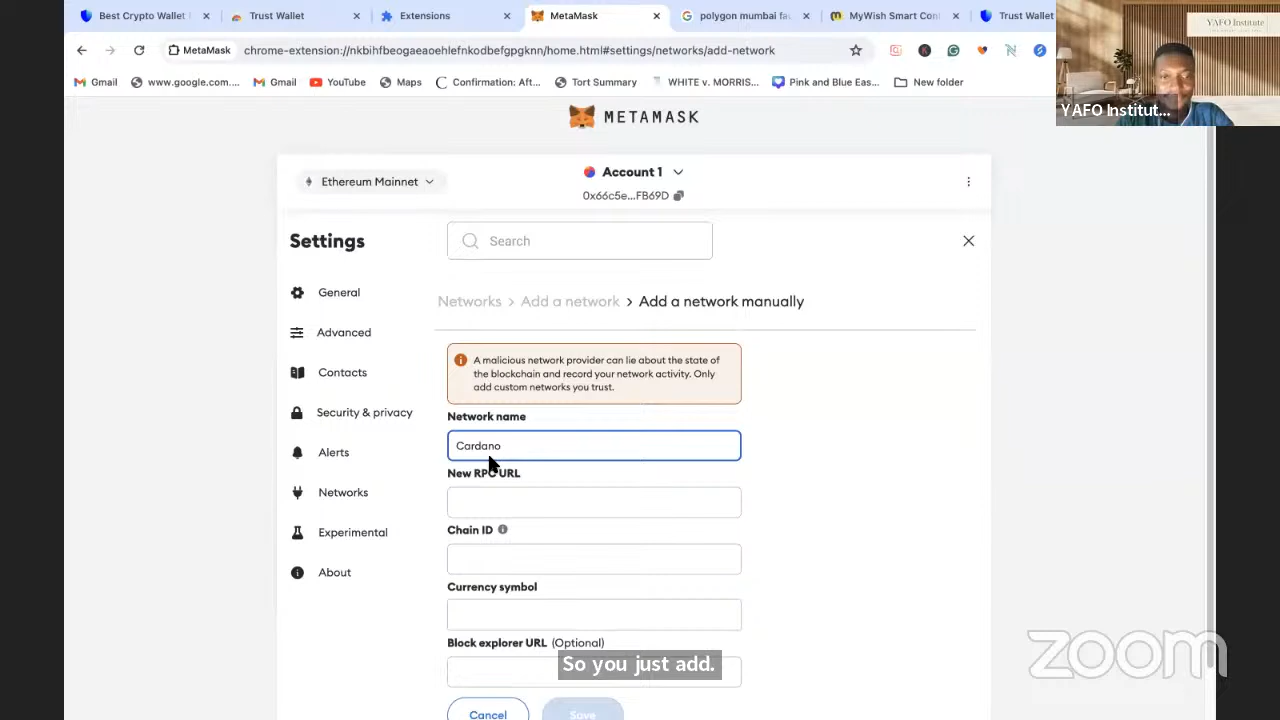 Best Crypto Wallet
Trust Wallet
Extensions
MetaMask
polygon mumbai fa
MyWish Smart Con
Trust Wallet
MetaMask
chrome-extension://nkbihfbeogaeaoehlefnkodbefgpgknn/home.html#settings/networks/add-network
Gmail
www.google.com...
Gmail
YouTube
Maps
Confirmation: Aft...
Tort Summary
WHITE v. MORRIS...
Pink and Blue Eas...
New folder
YAFO Institute
YAFO Institut...
METAMASK
Ethereum Mainnet
Account 1
0x66c5e...FB69D
Settings
Search
General
Advanced
Contacts
Security & privacy
Alerts
Networks
Experimental
About
Networks > Add a network > Add a network manually
A malicious network provider can lie about the state of
the blockchain and record your network activity. Only
add custom networks you trust.
Network name
Cardano
New RPC URL
Chain ID
Currency symbol
Block explorer URL (Optional)
So you just add.
Cancel
Save
zoom